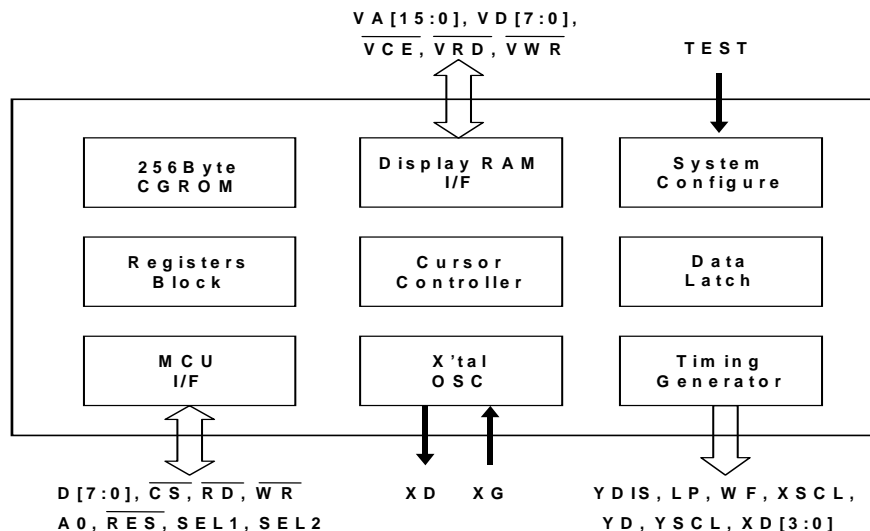 VA[15:0], VD[7:0],
VCE, VRD, VWR
TEST
256Byte
CGROM
Display RAM
I/F
System
Configure
Registers
Block
Cursor
Controller
Data
Latch
MCU
I/F
X'tal
OSC
Timing
Generator
D[7:0], CS, RD, WR
A0, RES, SEL1, SEL2
XD
XG
YDIS, LP, WF, XSCL,
YD, YSCL, XD[3:0]